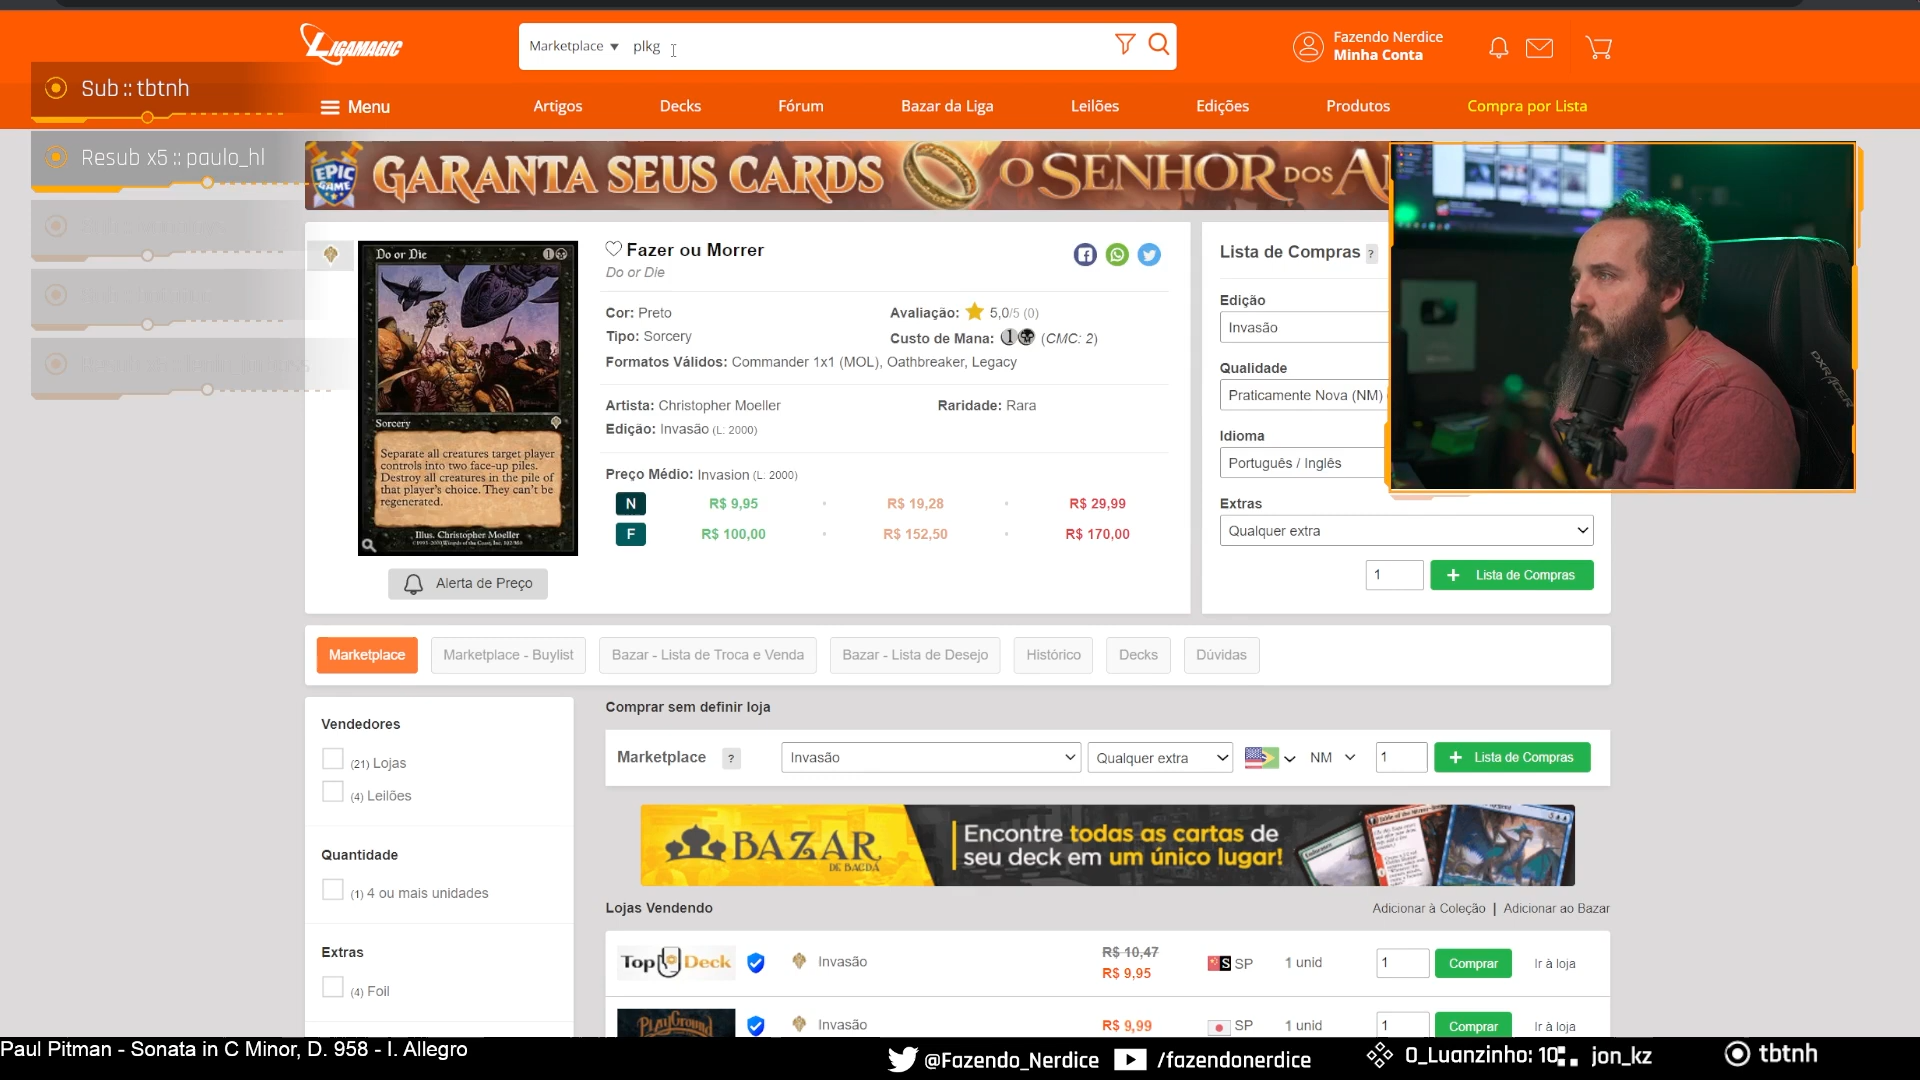 LIGAMAGIC
Marketplace
plkg
Fazendo Nerdice
Minha Conta
Sub :: tbtnh
Menu
Artigos
Decks
Fórum
Bazar da Liga
Leilões
Edições
Produtos
Compra por Lista
Resub x5 :: paulo_hl
EPIC GAME
GARANTA SEUS CARDS
O SENHOR DOS
Do or Die
Sorcery
Separate all creatures target player
controls into two face-up piles.
Destroy all creatures in the pile of
that player's choice. They can't be
regenerated.
Illus. Christopher Moeller
Alerta de Preço
Fazer ou Morrer
Do or Die
Cor: Preto
Avaliação: 5,0/5 (0)
Tipo: Sorcery
Custo de Mana: 1 (CMC: 2)
Formatos Válidos: Commander 1x1 (MOL), Oathbreaker, Legacy
Artista: Christopher Moeller
Raridade: Rara
Edição: Invasão (L: 2000)
Preço Médio: Invasion (L: 2000)
N R$ 9,95 R$ 19,28 R$ 29,99
F R$ 100,00 R$ 152,50 R$ 170,00
Lista de Compras ?
Edição
Invasão
Qualidade
Praticamente Nova (NM)
Idioma
Português / Inglês
Extras
Qualquer extra
1
+ Lista de Compras
DXRACER
Marketplace
Marketplace - Buylist
Bazar - Lista de Troca e Venda
Bazar - Lista de Desejo
Histórico
Decks
Dúvidas
Vendedores
(21) Lojas
(4) Leilões
Quantidade
(1) 4 ou mais unidades
Extras
(4) Foil
Comprar sem definir loja
Marketplace ?
Invasão
Qualquer extra
NM
1
+ Lista de Compras
BAZAR
DE BAGDÁ
Encontre todas as cartas de
seu deck em um único lugar!
Lojas Vendendo
Adicionar à Coleção | Adicionar ao Bazar
Top Deck
Invasão
R$ 10,47
R$ 9,95
S SP
1 unid
1
Comprar
Ir à loja
PlayGround
Invasão
R$ 9,99
SP
1 unid
1
Comprar
Ir à loja
Paul Pitman - Sonata in C Minor, D. 958 - I. Allegro
@Fazendo_Nerdice
/fazendonerdice
O_Luanzinho: 10
jon_kz
tbtnh